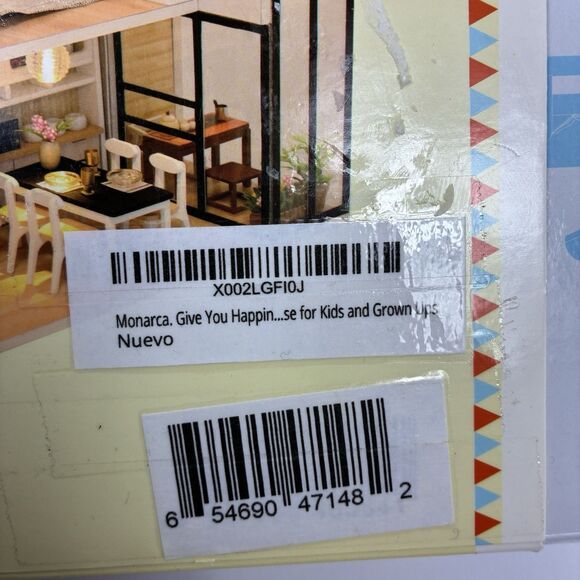 X002LGFI0J
Monarca. Give You Happin...se for Kids and Grown Ups
Nuevo
6 54690 47148 2